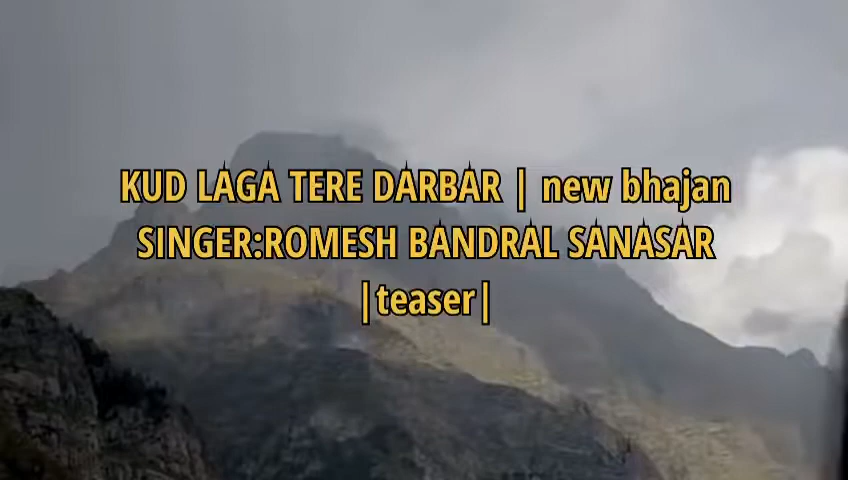 KUD LAGA TERE DARBAR | new bhajan
SINGER:ROMESH BANDRAL SANASAR
|teaser|